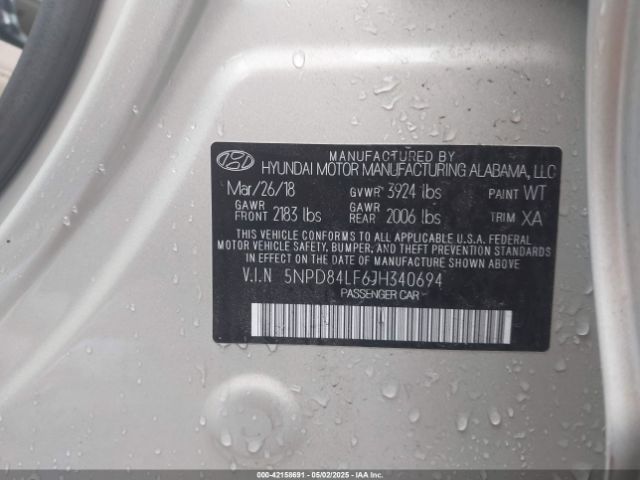 MANUFACTURED BY
HYUNDAI MOTOR MANUFACTURING ALABAMA, LLC
Mar/26/18 GVWR 3924 lbs PAINT WT
GAWR FRONT 2183 lbs GAWR REAR 2006 lbs TRIM XA
THIS VEHICLE CONFORMS TO ALL APPLICABLE U.S.A. FEDERAL
MOTOR VEHICLE SAFETY, BUMPER, AND THEFT PREVENTION STANDARDS
IN EFFECT ON THE DATE OF MANUFACTURE SHOWN ABOVE.
V.I.N 5NPD84LF6JH340694
PASSENGER CAR
000-42158691 - 05/02/2025 - IAAI.COM